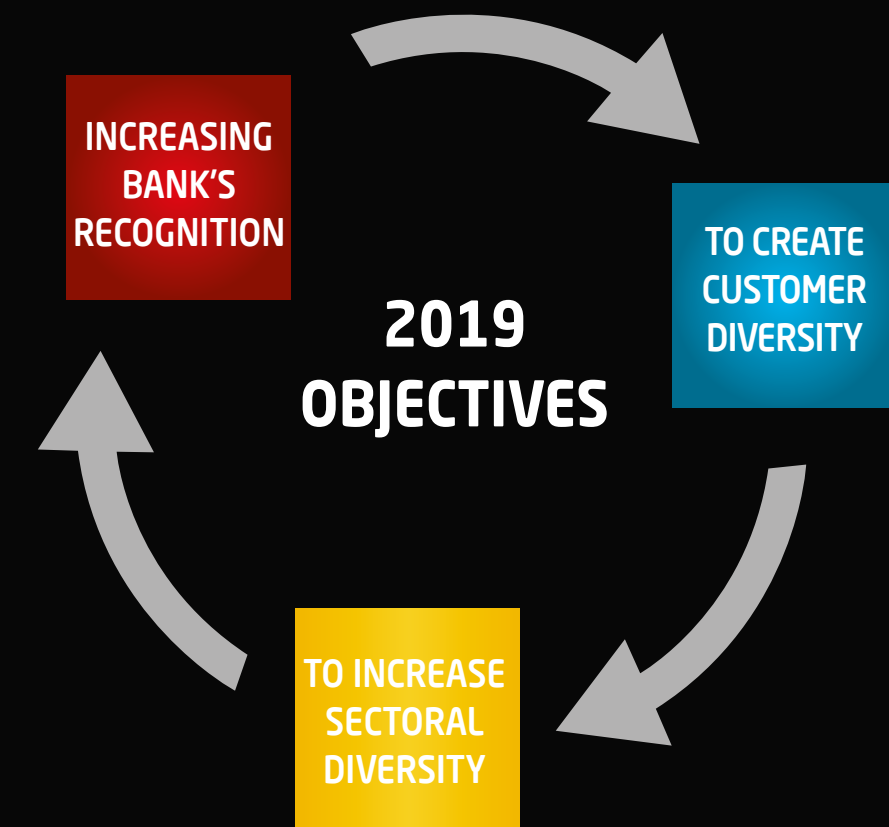 INCREASING
BANK'S
RECOGNITION
TO CREATE
CUSTOMER
DIVERSITY
2019
OBJECTIVES
TO INCREASE
SECTORAL
DIVERSITY